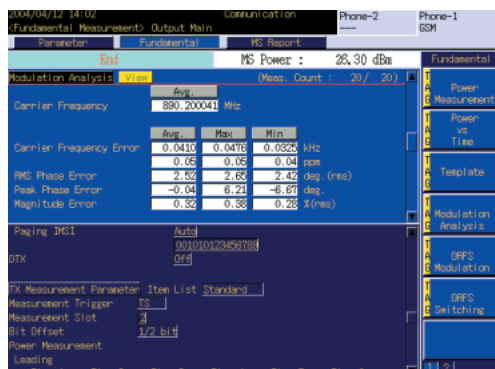 2004/04/12 14:02 Communication Phone-2 Phone-1
<Fundamental Measurement> Output Main ---- GSM
Parameter Fundamental MS Report
End MS Power : 26.30 dBm Fundamental
Modulation Analysis View (Meas. Count : 20/ 20)
Avg.
Carrier Frequency 890.200041 MHz
Avg. Max Min
Carrier Frequency Error 0.0410 0.0476 0.0325 kHz
0.05 0.05 0.04 ppm
RMS Phase Error 2.52 2.65 2.42 deg.(rms)
Peak Phase Error -0.04 6.21 -6.67 deg.
Magnitude Error 0.32 0.38 0.28 %(rms)
Paging IMSI Auto
001010123456789
DTX Off
TX Measurement Parameter Item List Standard
Measurement Trigger TS
Measurement Slot 2
Bit Offset 1/2 bit
Power Measurement
Leading
TAG Power Measurement
TAG Power vs Time
TAG Template
TAG Modulation Analysis
TAG ORFS Modulation
TAG ORFS Switching
1 2